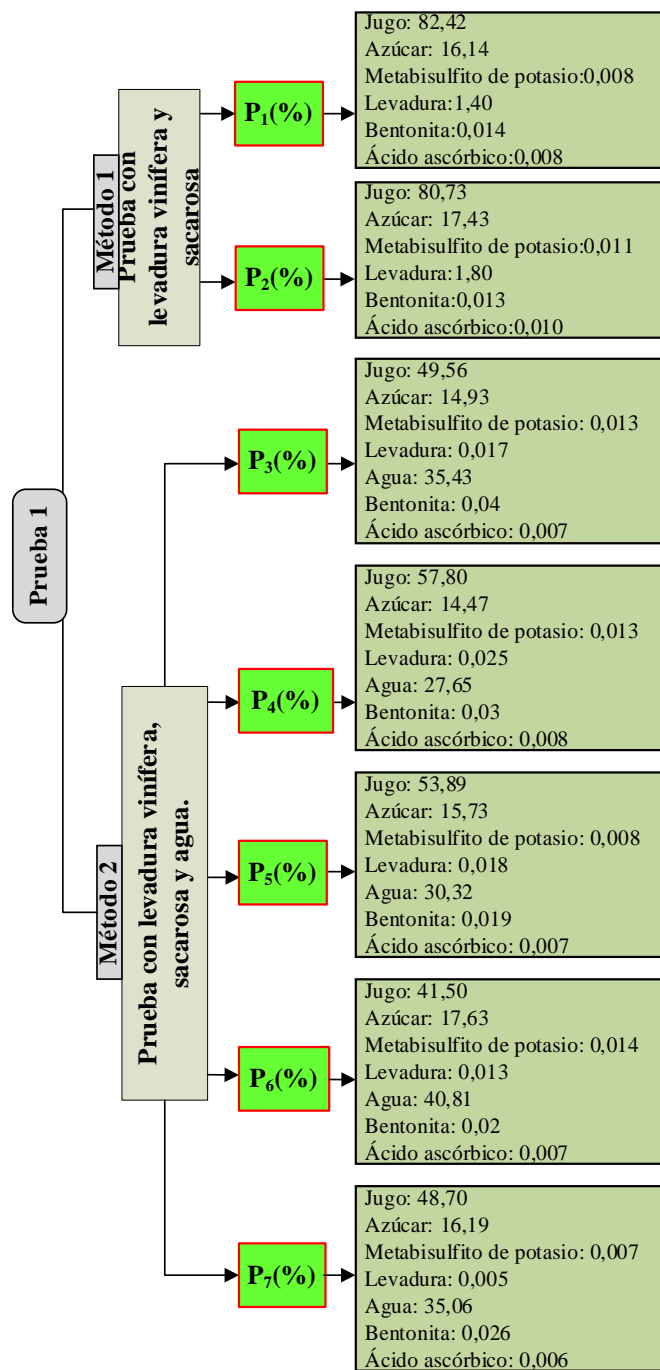 Prueba 1
Método 1
Prueba con
levadura vinífera y
sacarosa
P1(%)
Jugo: 82,42
Azúcar: 16,14
Metabisulfito de potasio:0,008
Levadura:1,40
Bentonita:0,014
Ácido ascórbico:0,008
P2(%)
Jugo: 80,73
Azúcar: 17,43
Metabisulfito de potasio:0,011
Levadura:1,80
Bentonita:0,013
Ácido ascórbico:0,010
Método 2
Prueba con levadura vinífera,
sacarosa y agua.
P3(%)
Jugo: 49,56
Azúcar: 14,93
Metabisulfito de potasio: 0,013
Levadura: 0,017
Agua: 35,43
Bentonita: 0,04
Ácido ascórbico: 0,007
P4(%)
Jugo: 57,80
Azúcar: 14,47
Metabisulfito de potasio: 0,013
Levadura: 0,025
Agua: 27,65
Bentonita: 0,03
Ácido ascórbico: 0,008
P5(%)
Jugo: 53,89
Azúcar: 15,73
Metabisulfito de potasio: 0,008
Levadura: 0,018
Agua: 30,32
Bentonita: 0,019
Ácido ascórbico: 0,007
P6(%)
Jugo: 41,50
Azúcar: 17,63
Metabisulfito de potasio: 0,014
Levadura: 0,013
Agua: 40,81
Bentonita: 0,02
Ácido ascórbico: 0,007
P7(%)
Jugo: 48,70
Azúcar: 16,19
Metabisulfito de potasio: 0,007
Levadura: 0,005
Agua: 35,06
Bentonita: 0,026
Ácido ascórbico: 0,006